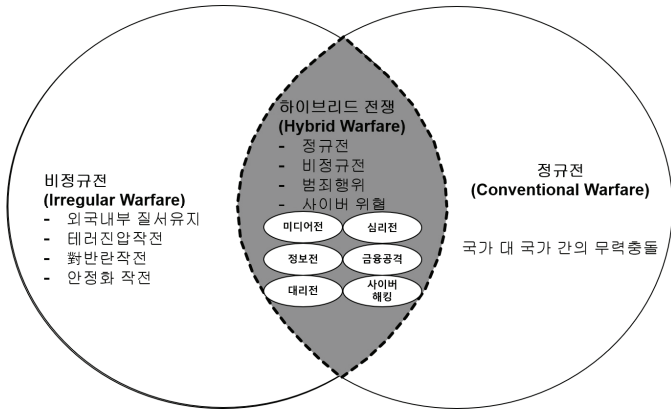 비정규전
(Irregular Warfare)
- 외국내부 질서유지
- 테러진압작전
- 對반란작전
- 안정화 작전
하이브리드 전쟁
(Hybrid Warfare)
- 정규전
- 비정규전
- 범죄행위
- 사이버 위협
미디어전
심리전
정보전
금융공격
대리전
사이버
해킹
정규전
(Conventional Warfare)
국가 대 국가 간의 무력충돌